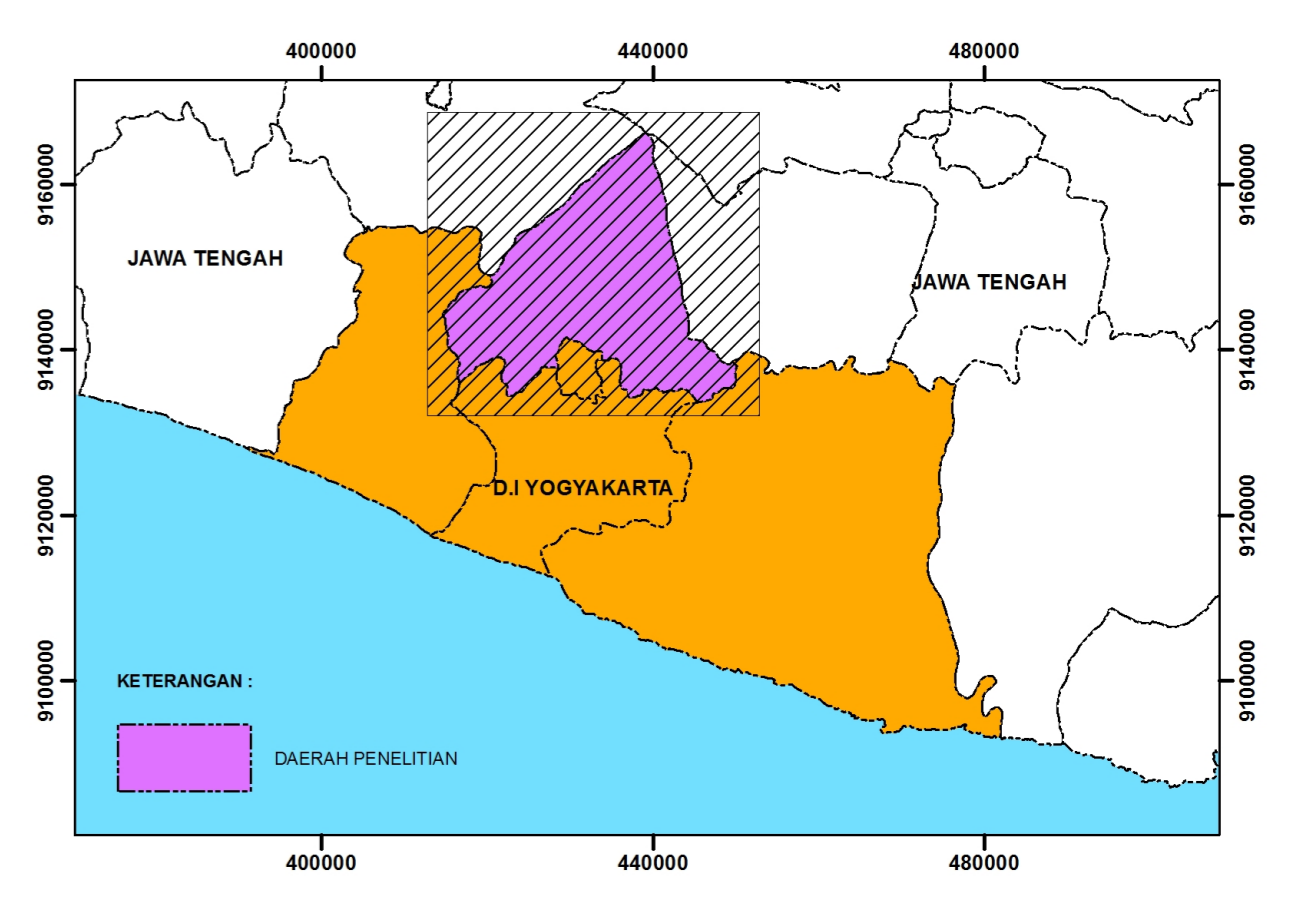 400000 440000 480000
9160000 9160000
JAWA TENGAH
JAWA TENGAH
9140000 9140000
D.I YOGYAKARTA
9120000 9120000
KETERANGAN :
9100000 9100000
DAERAH PENELITIAN
400000 440000 480000